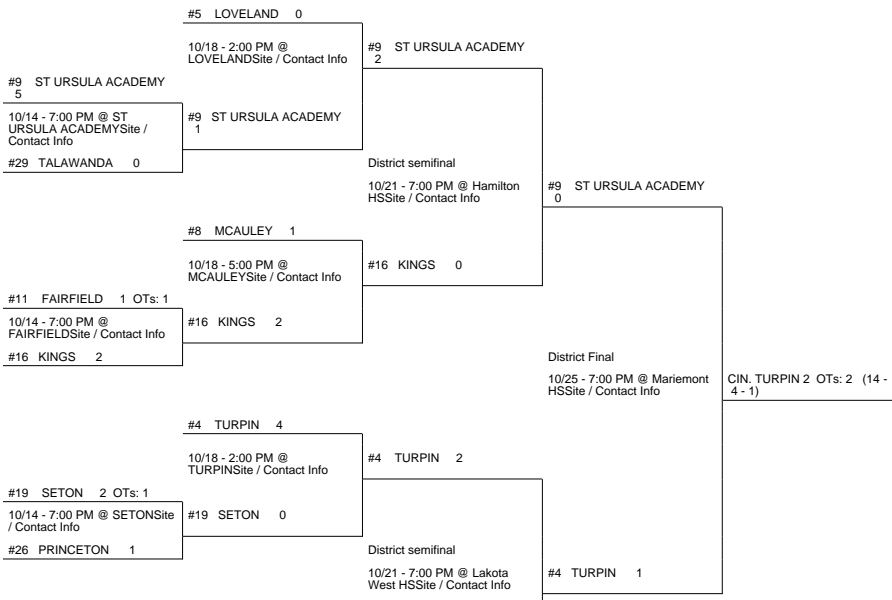 #5 LOVELAND 0
10/18 - 2:00 PM @
LOVELANDSite / Contact Info
#9 ST URSULA ACADEMY
2
#9 ST URSULA ACADEMY
5
10/14 - 7:00 PM @ ST
URSULA ACADEMYSite /
Contact Info
#9 ST URSULA ACADEMY
1
#29 TALAWANDA 0
District semifinal
10/21 - 7:00 PM @ Hamilton
HSSite / Contact Info
#9 ST URSULA ACADEMY
0
#8 MCAULEY 1
10/18 - 5:00 PM @
MCAULEYSite / Contact Info
#16 KINGS 0
#11 FAIRFIELD 1 OTs: 1
10/14 - 7:00 PM @
FAIRFIELDSite / Contact Info
#16 KINGS 2
#16 KINGS 2
District Final
10/25 - 7:00 PM @ Mariemont
HSSite / Contact Info
CIN. TURPIN 2 OTs: 2 (14 -
4 - 1)
#4 TURPIN 4
10/18 - 2:00 PM @
TURPINSite / Contact Info
#4 TURPIN 2
#19 SETON 2 OTs: 1
10/14 - 7:00 PM @ SETONSite
/ Contact Info
#19 SETON 0
#26 PRINCETON 1
District semifinal
10/21 - 7:00 PM @ Lakota
West HSSite / Contact Info
#4 TURPIN 1